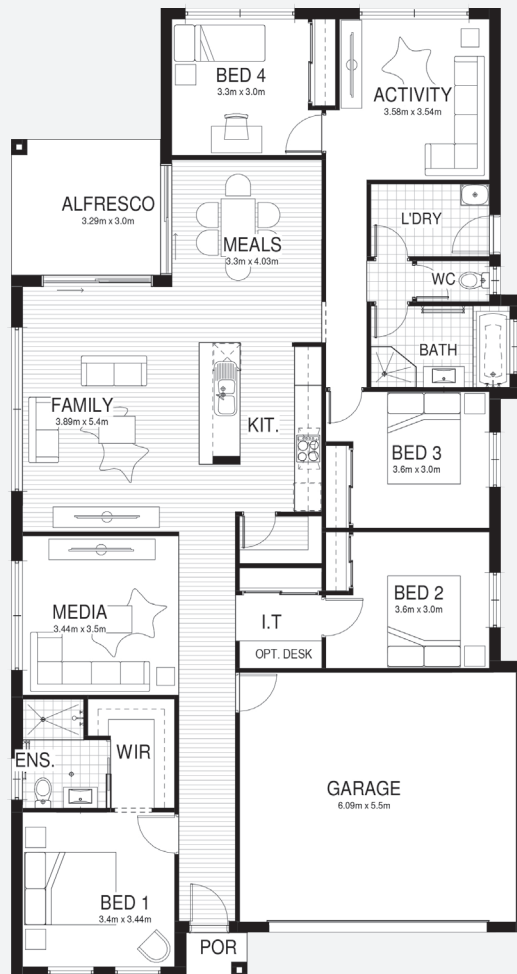 BED 4
3.3m x 3.0m
ACTIVITY
3.58m x 3.54m
ALFRESCO
3.29m x 3.0m
L'DRY
MEALS
3.3m x 4.03m
WC
BATH
FAMILY
3.89m x 5.4m
KIT.
BED 3
3.6m x 3.0m
MEDIA
3.44m x 3.5m
I.T
OPT. DESK
BED 2
3.6m x 3.0m
ENS.
WIR
GARAGE
6.09m x 5.5m
BED 1
3.4m x 3.44m
POR